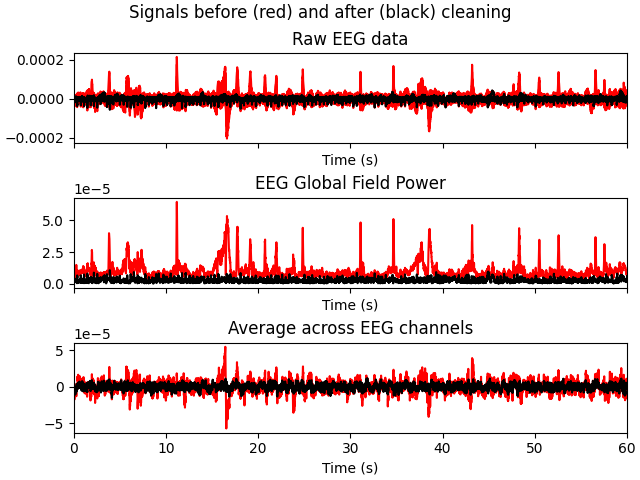 Signals before (red) and after (black) cleaning
Raw EEG data
0.0002
0.0000
−0.0002
Time (s)
EEG Global Field Power
1e−5
5.0
2.5
0.0
Time (s)
Average across EEG channels
1e−5
5
0
−5
0 10 20 30 40 50 60
Time (s)